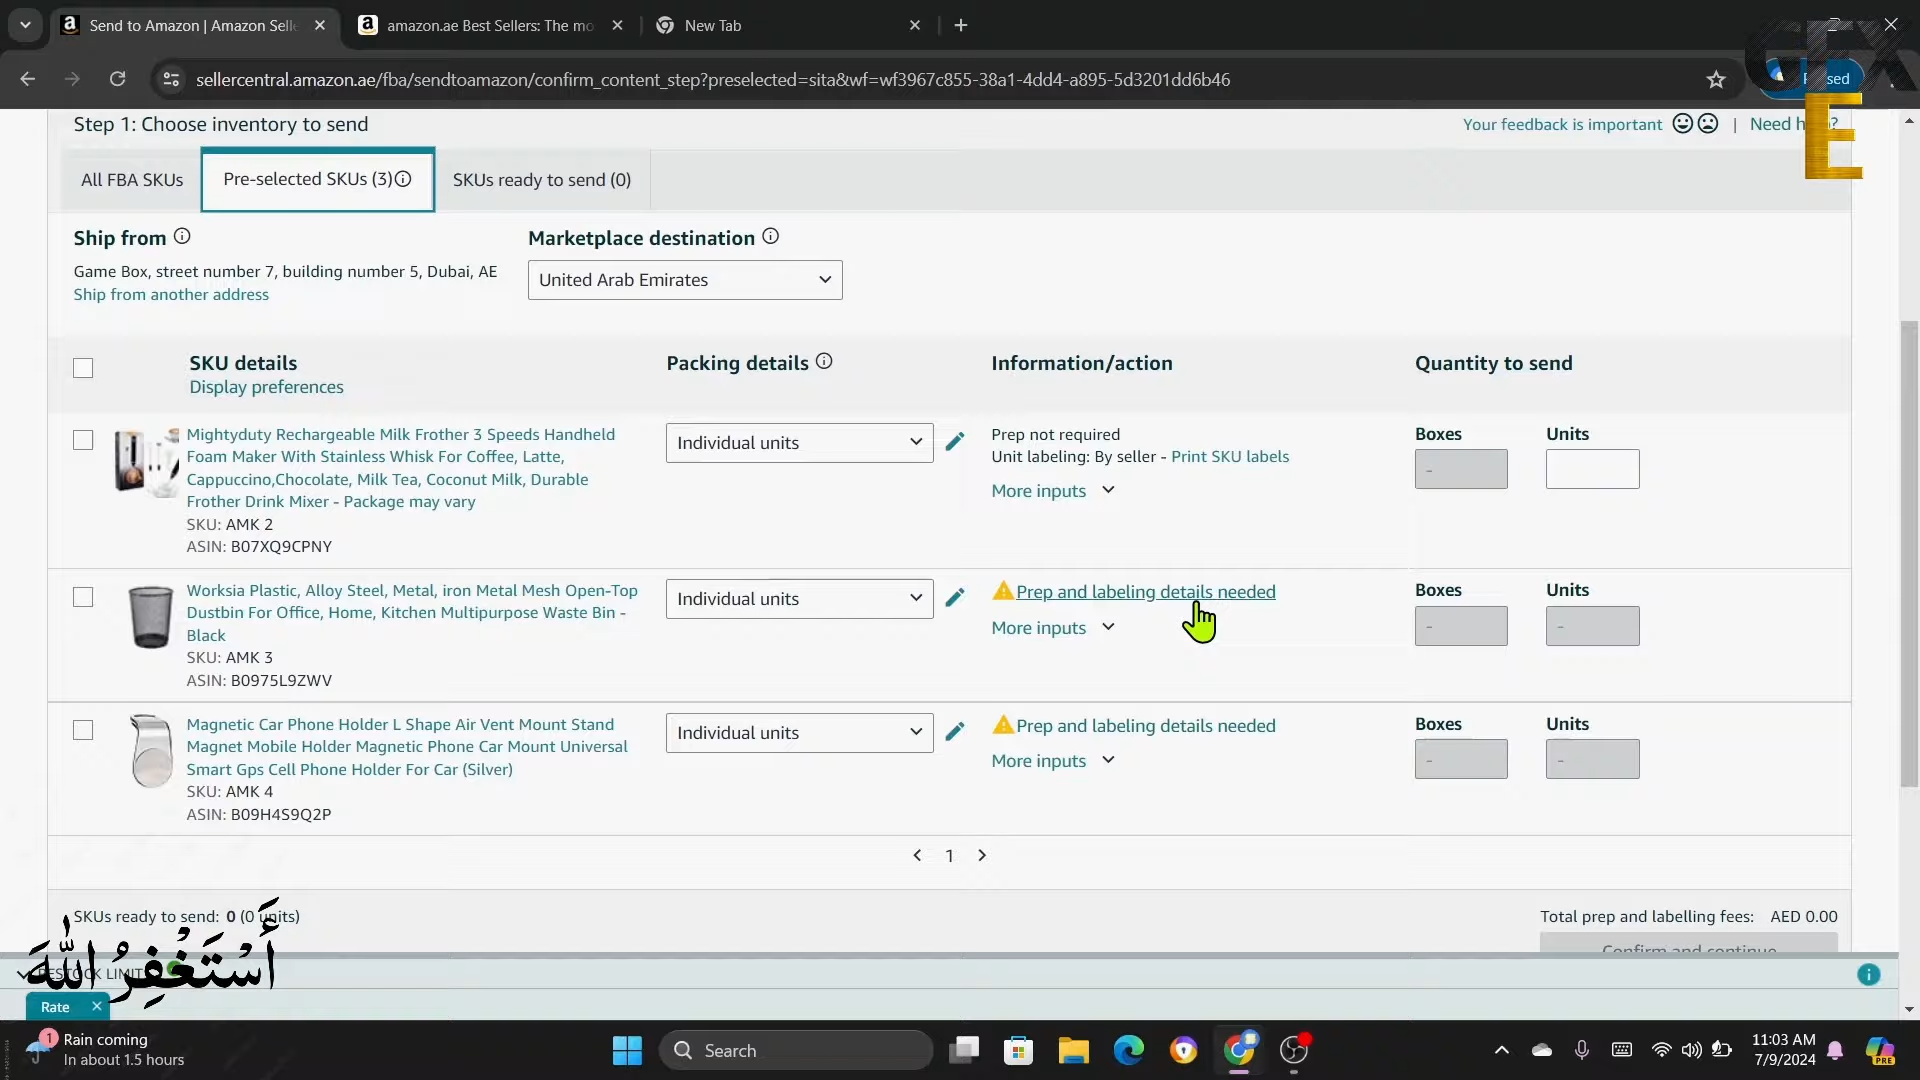 Send to Amazon | Amazon Selle
amazon.ae Best Sellers: The mo
New Tab
sellercentral.amazon.ae/fba/sendtoamazon/confirm_content_step?preselected=sita&wf=wf3967c855-38a1-4dd4-a895-5d3201dd6b46
GFX
E
Step 1: Choose inventory to send
Your feedback is important | Need
All FBA SKUs
Pre-selected SKUs (3)
SKUs ready to send (0)
Ship from
Marketplace destination
Game Box, street number 7, building number 5, Dubai, AE
United Arab Emirates
Ship from another address
SKU details
Packing details
Information/action
Quantity to send
Display preferences
Mightyduty Rechargeable Milk Frother 3 Speeds Handheld
Foam Maker With Stainless Whisk For Coffee, Latte,
Cappuccino,Chocolate, Milk Tea, Coconut Milk, Durable
Frother Drink Mixer - Package may vary
SKU: AMK 2
ASIN: B07XQ9CPNY
Individual units
Prep not required
Unit labeling: By seller - Print SKU labels
More inputs
Boxes
Units
-
Worksia Plastic, Alloy Steel, Metal, iron Metal Mesh Open-Top
Dustbin For Office, Home, Kitchen Multipurpose Waste Bin -
Black
SKU: AMK 3
ASIN: B0975L9ZWV
Individual units
Prep and labeling details needed
More inputs
Boxes
Units
-
-
Magnetic Car Phone Holder L Shape Air Vent Mount Stand
Magnet Mobile Holder Magnetic Phone Car Mount Universal
Smart Gps Cell Phone Holder For Car (Silver)
SKU: AMK 4
ASIN: B09H4S9Q2P
Individual units
Prep and labeling details needed
More inputs
Boxes
Units
-
-
1
SKUs ready to send: 0 (0 units)
Total prep and labelling fees: AED 0.00
Confirm and continue
أَسْتَغْفِرُ اللّٰهَ
RESTOCK LIMIT
Rate
1
Rain coming
In about 1.5 hours
Search
11:03 AM
7/9/2024
PRE